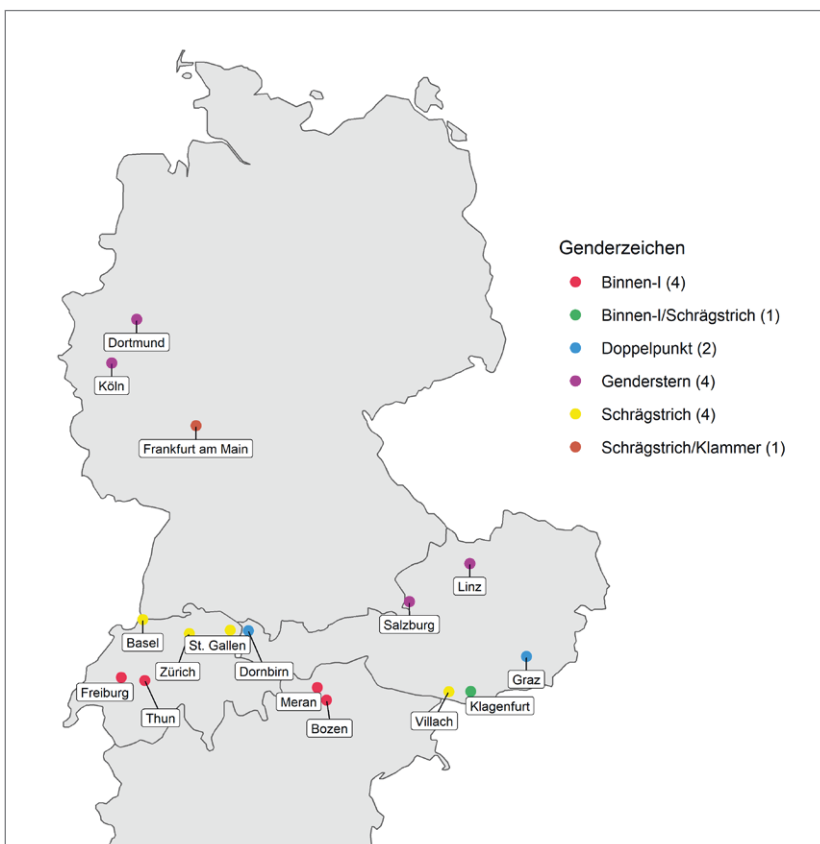 Genderzeichen
Binnen-I (4)
Binnen-I/Schrägstrich (1)
Doppelpunkt (2)
Genderstern (4)
Schrägstrich (4)
Schrägstrich/Klammer (1)
Dortmund
Köln
Frankfurt am Main
Linz
Salzburg
Basel
St. Gallen
Zürich
Dornbirn
Graz
Freiburg
Meran
Klagenfurt
Thun
Villach
Bozen